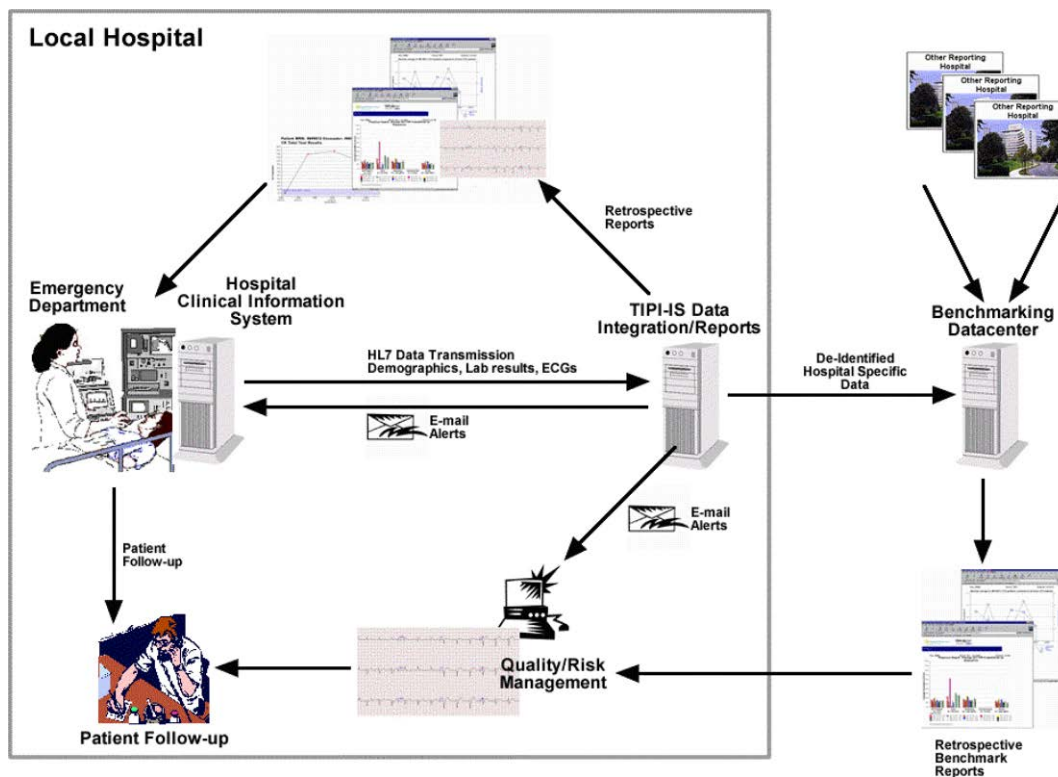 Local Hospital
Other Reporting
Hospital
Other Reporting
Hospital
Other Reporting
Hospital
Retrospective
Reports
Emergency
Department
Hospital
Clinical Information
System
TIPI-IS Data
Integration/Reports
Benchmarking
Datacenter
HL7 Data Transmission
Demographics, Lab results, ECGs
De-Identified
Hospital Specific
Data
E-mail
Alerts
E-mail
Alerts
Patient
Follow-up
Quality/Risk
Management
Patient Follow-up
Retrospective
Benchmark
Reports